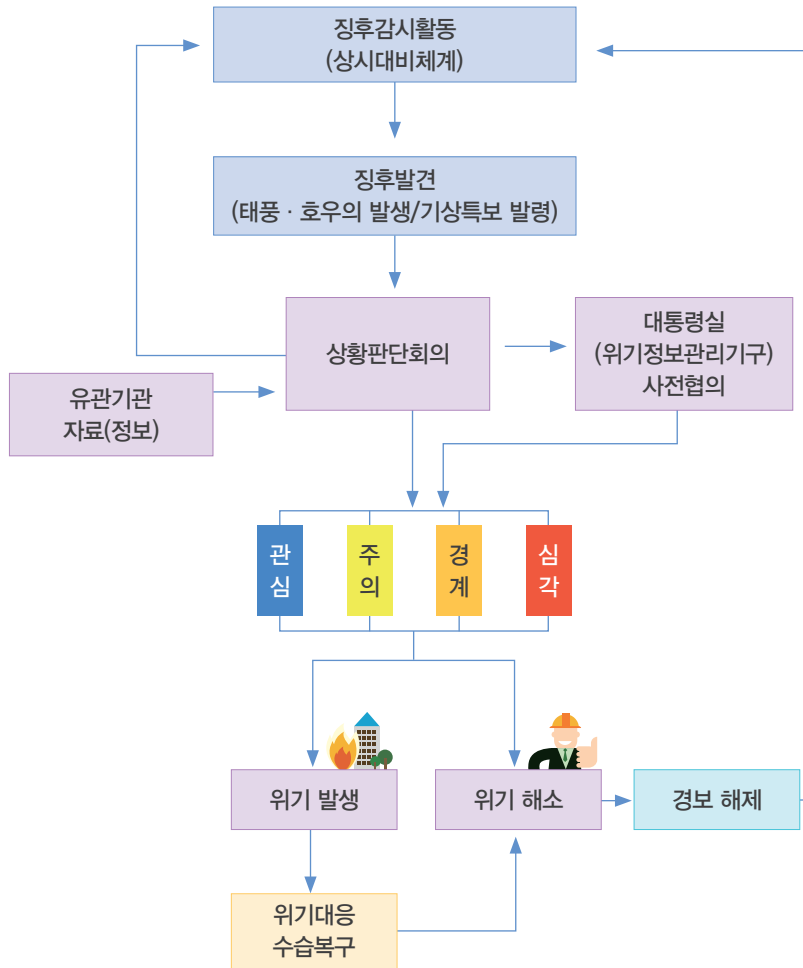 징후감시활동
(상시대비체계)
징후발견
(태풍 · 호우의 발생/기상특보 발령)
상황판단회의
대통령실
(위기정보관리기구)
사전협의
유관기관
자료(정보)
관심
주의
경계
심각
위기 발생
위기 해소
경보 해제
위기대응
수습복구